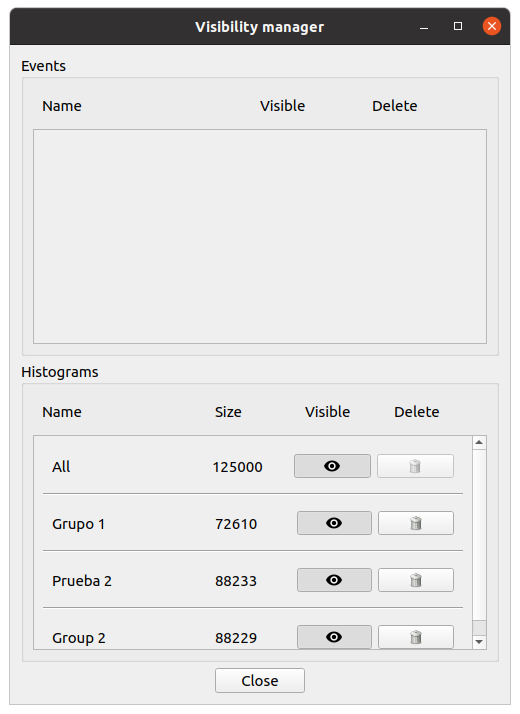 Visibility manager
Events
Name Visible Delete
Histograms
Name Size Visible Delete
All 125000
Grupo 1 72610
Prueba 2 88233
Group 2 88229
Close